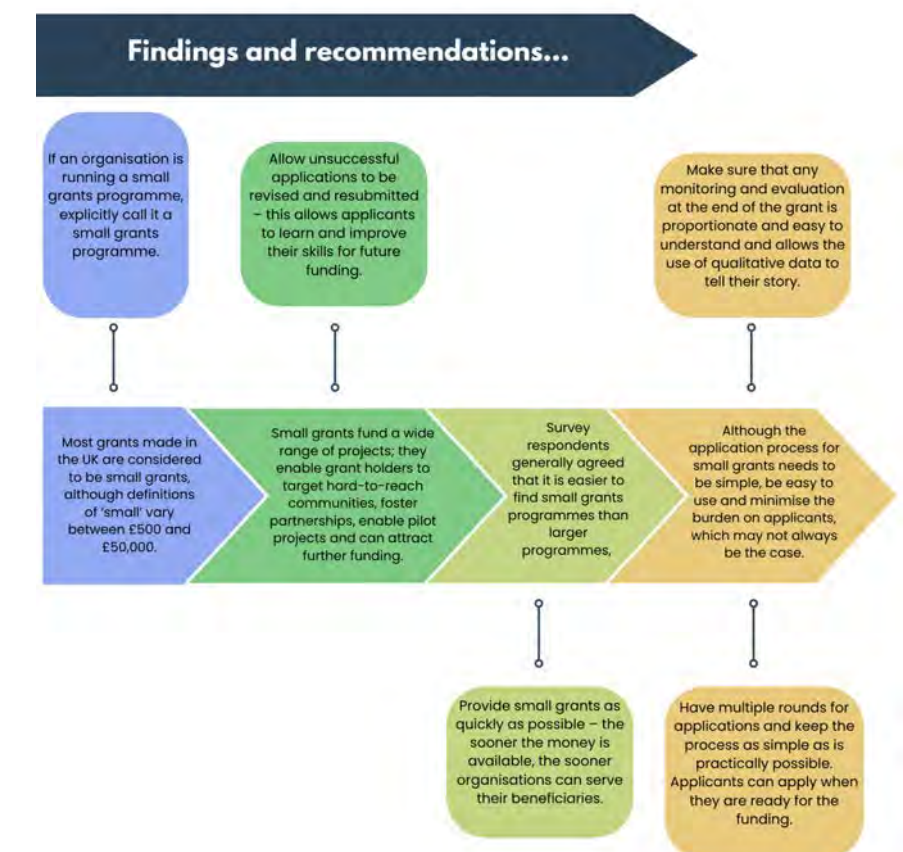 Findings and recommendations...
If an organisation is
running a small
grants programme,
explicitly call it a
small grants
programme.
Allow unsuccessful
applications to be
revised and resubmitted
– this allows applicants
to learn and improve
their skills for future
funding.
Make sure that any
monitoring and evaluation
at the end of the grant is
proportionate and easy to
understand and allows the
use of qualitative data to
tell their story.
Most grants made in
the UK are considered
to be small grants,
although definitions
of ‘small’ vary
between £500 and
£50,000.
Small grants fund a wide
range of projects; they
enable grant holders to
target hard-to-reach
communities, foster
partnerships, enable pilot
projects and can attract
further funding.
Survey
respondents
generally agreed
that it is easier to
find small grants
programmes than
larger
programmes,
Although the
application process for
small grants needs to
be simple, be easy to
use and minimise the
burden on applicants,
which may not always
be the case.
Provide small grants as
quickly as possible – the
sooner the money is
available, the sooner
organisations can serve
their beneficiaries.
Have multiple rounds for
applications and keep the
process as simple as is
practically possible.
Applicants can apply when
they are ready for the
funding.